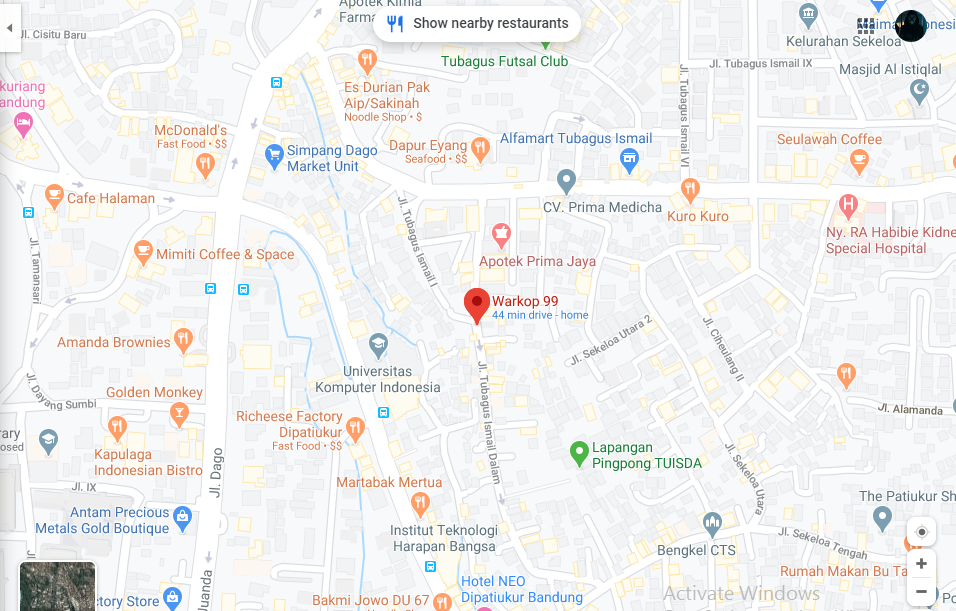 Apotek Kimia
Farma
Jl. Cisitu Baru
Show nearby restaurants
Kelurahan Sekeloa
Jl. Tubagus Ismail IX
Tubagus Futsal Club
Masjid Al Istiqlal
Es Durian Pak
Aip/Sakinah
Noodle Shop • $
Jl. Tubagus Ismail VI
McDonald's
Fast Food • $$
Simpang Dago
Market Unit
Dapur Eyang
Seafood • $$
Alfamart Tubagus Ismail
Seulawah Coffee
Cafe Halaman
CV. Prima Medicha
Kuro Kuro
Jl. Tubagus Ismail I
Ny. RA Habibie Kidne
Special Hospital
Mimiti Coffee & Space
Apotek Prima Jaya
Jl. Tamansari
Warkop 99
44 min drive - home
Jl. Sekeloa Utara 2
Jl. Ciheulang II
Amanda Brownies
Universitas
Komputer Indonesia
Jl. Dayang Sumbi
Golden Monkey
Jl. Tubagus Ismail Dalam
Jl. Alamanda
Richeese Factory
Dipatiukur
Fast Food • $$
Kapulaga
Indonesian Bistro
Lapangan
Pingpong TUISDA
Jl. Sekeloa Utara
Jl. Dago
Jl. IX
Martabak Mertua
The Patiukur Sh
Antam Precious
Metals Gold Boutique
Institut Teknologi
Harapan Bangsa
Bengkel CTS
Jl. Sekeloa Tengah
Rumah Makan Bu Ta
Hotel NEO
Dipatiukur Bandung
Activate Windows
Juanda
ctory Store
Bakmi Jowo DU 67